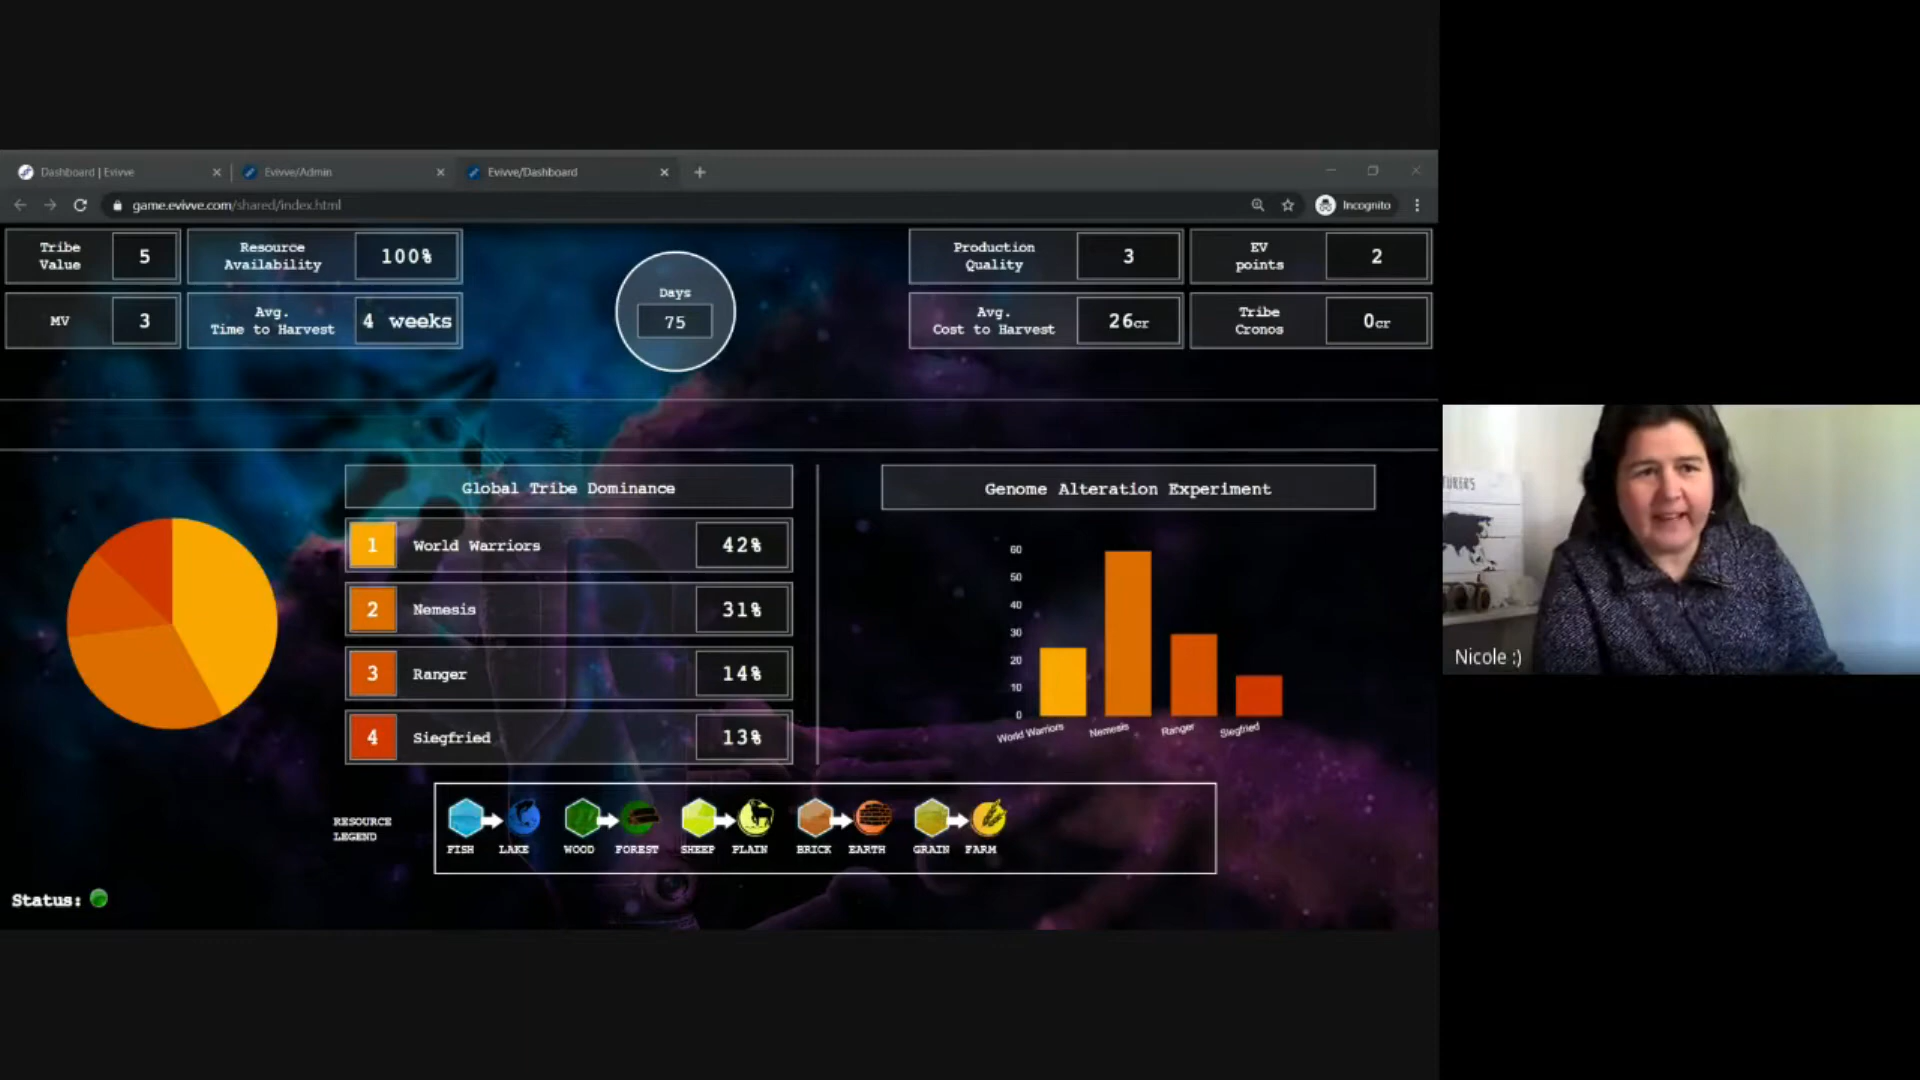 Dashboard | Evivve
Evivve/Admin
Evivve/Dashboard
game.evivve.com/shared/index.html
Incognito
Tribe
Value
5
Resource
Availability
100%
Days
75
Production
Quality
3
EV
points
2
MV
3
Avg.
Time to Harvest
4 weeks
Avg.
Cost to Harvest
26cr
Tribe
Cronos
0cr
Global Tribe Dominance
1 World Warriors 42%
2 Nemesis 31%
3 Ranger 14%
4 Siegfried 13%
Genome Alteration Experiment
60
50
40
30
20
10
0
World Warriors
Nemesis
Ranger
Siegfried
RESOURCE
LEGEND
FISH LAKE WOOD FOREST SHEEP PLAIN BRICK EARTH GRAIN FARM
Status:
TURERS
Nicole :)